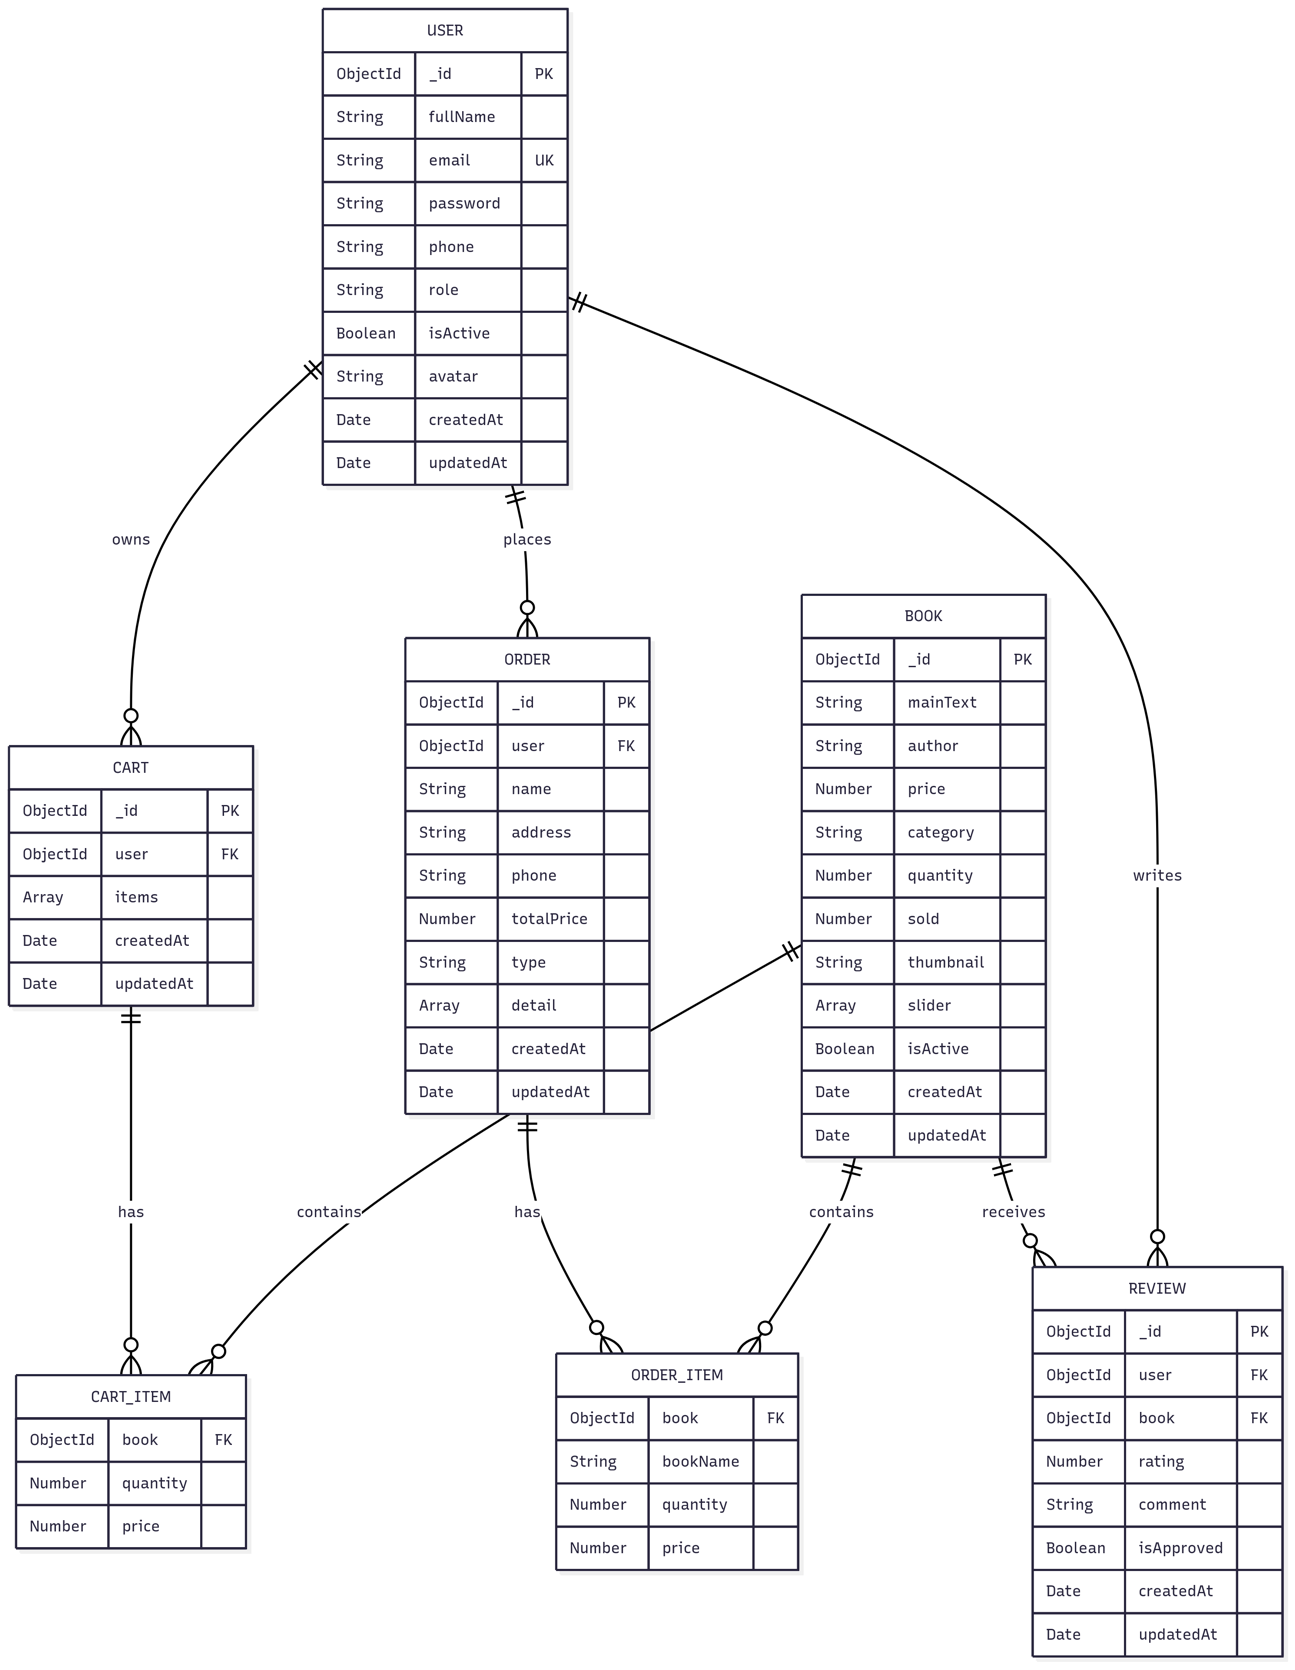 USER
ObjectId _id PK
String fullName
String email UK
String password
String phone
String role
Boolean isActive
String avatar
Date createdAt
Date updatedAt
owns
places
writes
CART
ObjectId _id PK
ObjectId user FK
Array items
Date createdAt
Date updatedAt
ORDER
ObjectId _id PK
ObjectId user FK
String name
String address
String phone
Number totalPrice
String type
Array detail
Date createdAt
Date updatedAt
BOOK
ObjectId _id PK
String mainText
String author
Number price
String category
Number quantity
Number sold
String thumbnail
Array slider
Boolean isActive
Date createdAt
Date updatedAt
has
contains
has
contains
receives
CART_ITEM
ObjectId book FK
Number quantity
Number price
ORDER_ITEM
ObjectId book FK
String bookName
Number quantity
Number price
REVIEW
ObjectId _id PK
ObjectId user FK
ObjectId book FK
Number rating
String comment
Boolean isApproved
Date createdAt
Date updatedAt